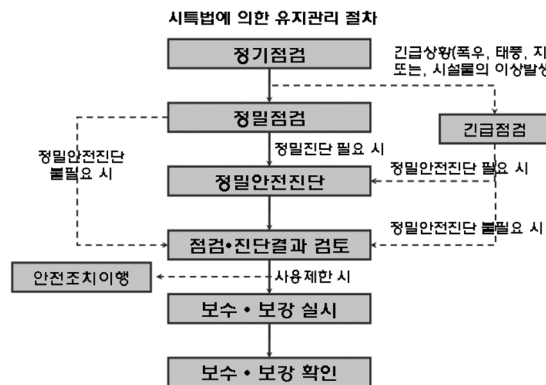 시특법에 의한 유지관리 절차
정기점검
긴급상황(폭우, 태풍, 지
또는, 시설물의 이상발생
정밀점검
긴급점검
정밀안전진단
불필요 시
정밀진단 필요 시
정밀안전진단 필요 시
정밀안전진단
정밀안전진단 불필요 시
점검•진단결과 검토
안전조치이행
사용제한 시
보수 • 보강 실시
보수 • 보강 확인